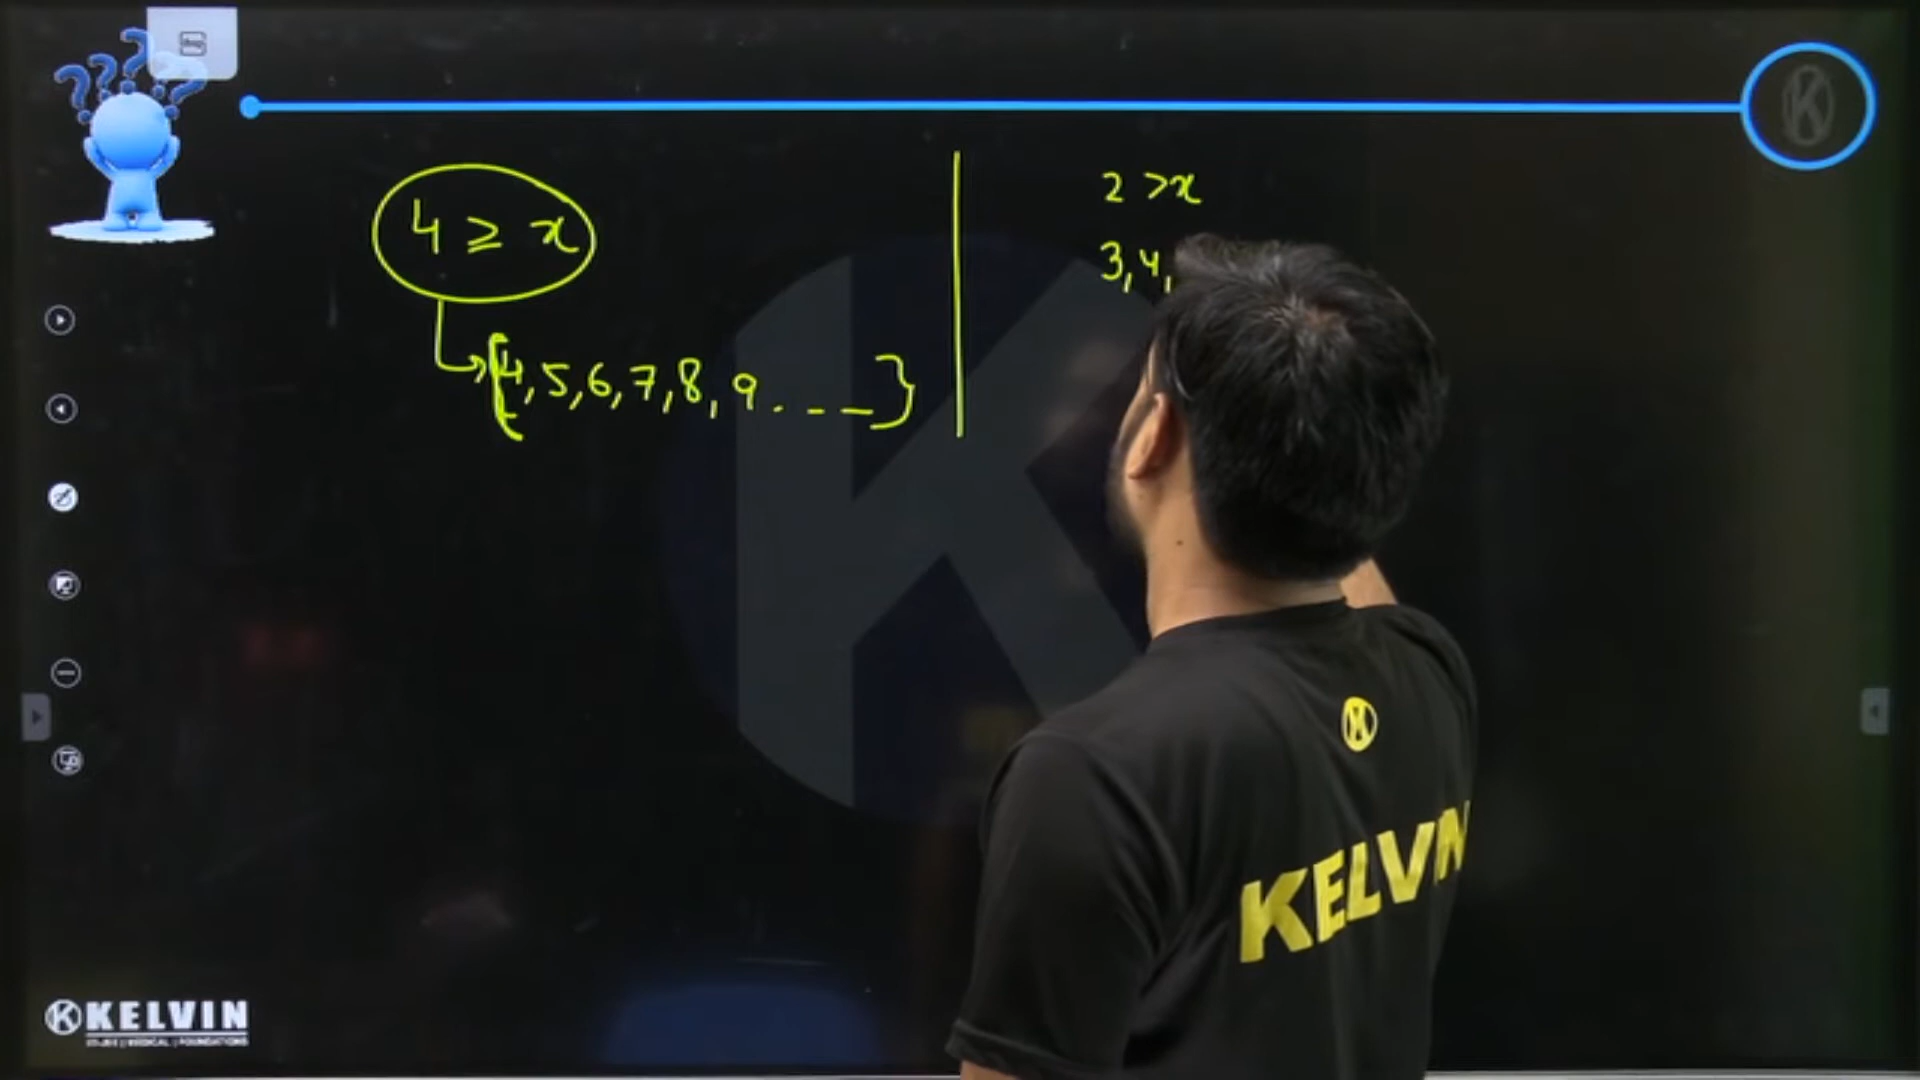 4 ≥ x
{4, 5, 6, 7, 8, 9. - - - }
2 > x
3, 4,
KELVIN
KELVIN